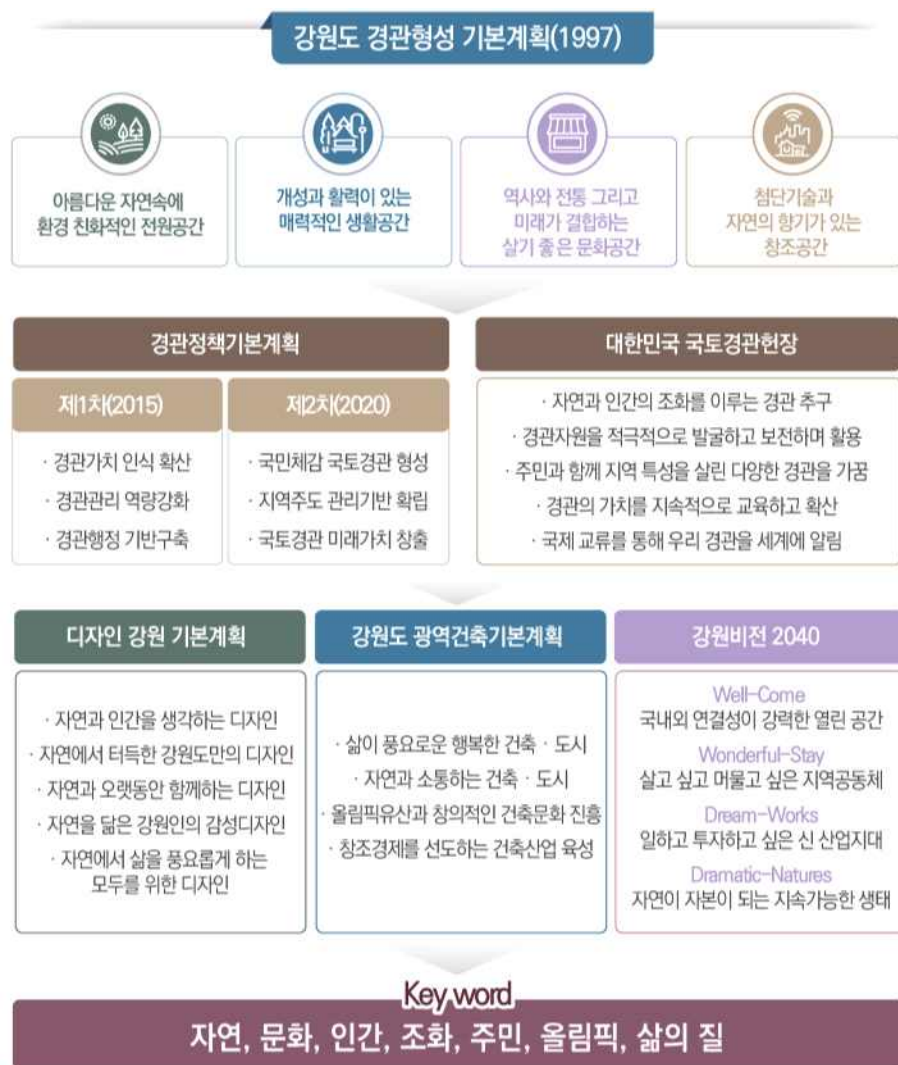 강원도 경관형성 기본계획(1997)
아름다운 자연속에
환경 친화적인 전원공간
개성과 활력이 있는
매력적인 생활공간
역사와 전통 그리고
미래가 결합하는
살기 좋은 문화공간
첨단기술과
자연의 향기가 있는
창조공간
경관정책기본계획
제1차(2015)
· 경관가치 인식 확산
· 경관관리 역량강화
· 경관행정 기반구축
제2차(2020)
· 국민체감 국토경관 형성
· 지역주도 관리기반 확립
· 국토경관 미래가치 창출
대한민국 국토경관헌장
· 자연과 인간의 조화를 이루는 경관 추구
· 경관자원을 적극적으로 발굴하고 보전하며 활용
· 주민과 함께 지역 특성을 살린 다양한 경관을 가꿈
· 경관의 가치를 지속적으로 교육하고 확산
· 국제 교류를 통해 우리 경관을 세계에 알림
디자인 강원 기본계획
· 자연과 인간을 생각하는 디자인
· 자연에서 터득한 강원도만의 디자인
· 자연과 오랫동안 함께하는 디자인
· 자연을 닮은 강원인의 감성디자인
· 자연에서 삶을 풍요롭게 하는
모두를 위한 디자인
강원도 광역건축기본계획
· 삶이 풍요로운 행복한 건축 · 도시
· 자연과 소통하는 건축 · 도시
· 올림픽유산과 창의적인 건축문화 진흥
· 창조경제를 선도하는 건축산업 육성
강원비전 2040
Well-Come
국내외 연결성이 강력한 열린 공간
Wonderful-Stay
살고 싶고 머물고 싶은 지역공동체
Dream-Works
일하고 투자하고 싶은 신 산업지대
Dramatic-Natures
자연이 자본이 되는 지속가능한 생태
Key word
자연, 문화, 인간, 조화, 주민, 올림픽, 삶의 질